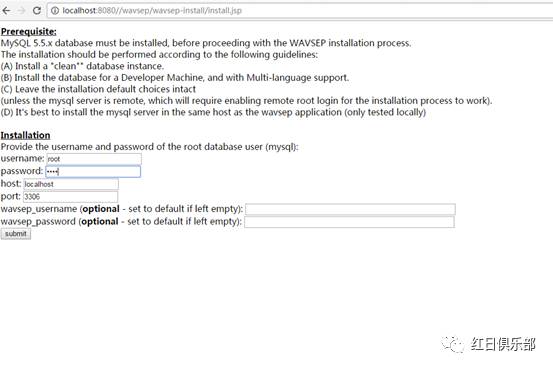 localhost:8080//wavsep/wavsep-install/install.jsp
Prerequisite:
MySQL 5.5.x database must be installed, before proceeding with the WAVSEP installation process.
The installation should be performed according to the following guidelines:
(A) Install a "clean"" database instance.
(B) Install the database for a Developer Machine, and with Multi-language support.
(C) Leave the installation default choices intact
(unless the mysql server is remote, which will require enabling remote root login for the installation process to work).
(D) It's best to install the mysql server in the same host as the wavsep application (only tested locally)
Installation
Provide the username and password of the root database user (mysql):
username: root
password: ••••
host: localhost
port: 3306
wavsep_username (optional - set to default if left empty):
wavsep_password (optional - set to default if left empty):
submit
红日俱乐部